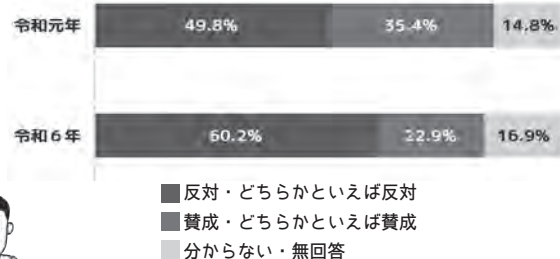 令和元年 49.8% 35.4% 14.8%
令和6年 60.2% 22.9% 16.9%
反対・どちらかといえば反対
賛成・どちらかといえば賛成
分からない・無回答